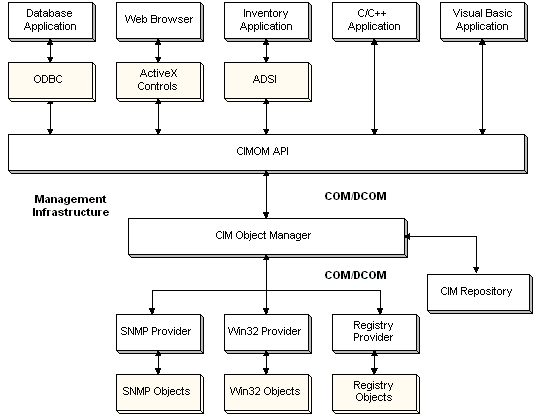 Database
Application
Web Browser
Inventory
Application
C/C++
Application
Visual Basic
Application
ODBC
ActiveX
Controls
ADSI
CIMOM API
Management
Infrastructure
COM/DCOM
CIM Object Manager
COM/DCOM
CIM Repository
SNMP Provider
Win32 Provider
Registry
Provider
SNMP Objects
Win32 Objects
Registry
Objects